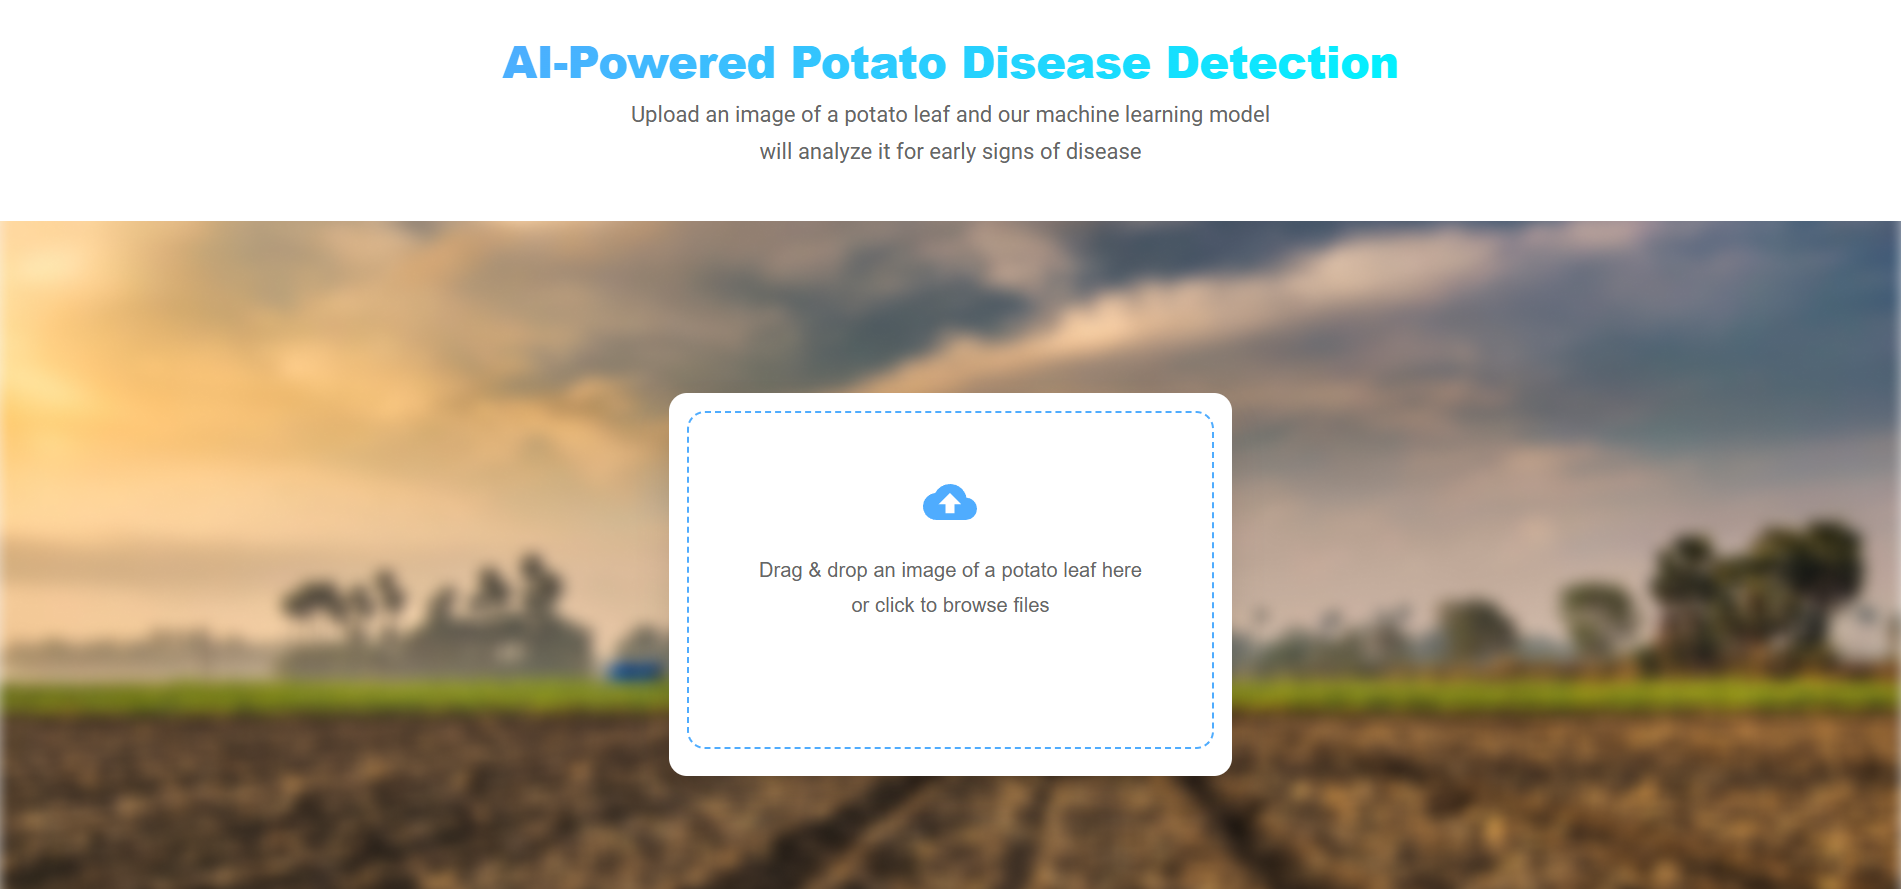 AI-Powered Potato Disease Detection
Upload an image of a potato leaf and our machine learning model
will analyze it for early signs of disease
Drag & drop an image of a potato leaf here
or click to browse files